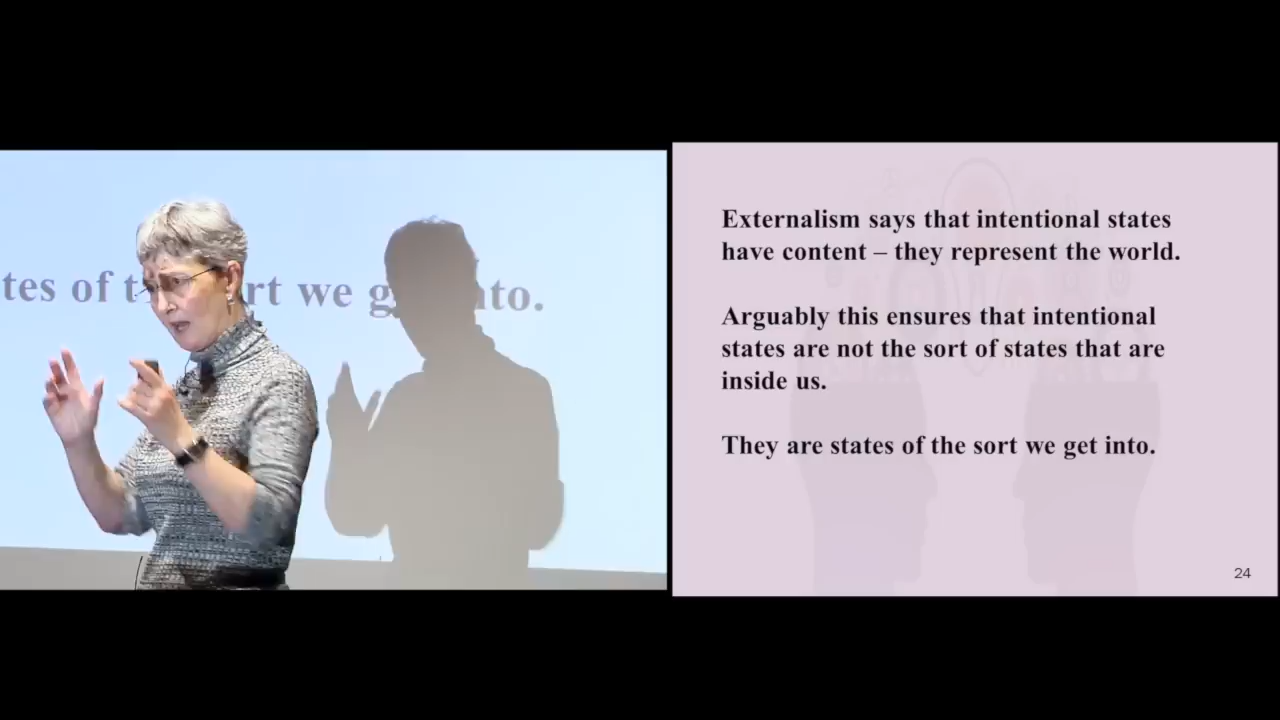 tes of t rt we g to.
Externalism says that intentional states
have content – they represent the world.
Arguably this ensures that intentional
states are not the sort of states that are
inside us.
They are states of the sort we get into.
24